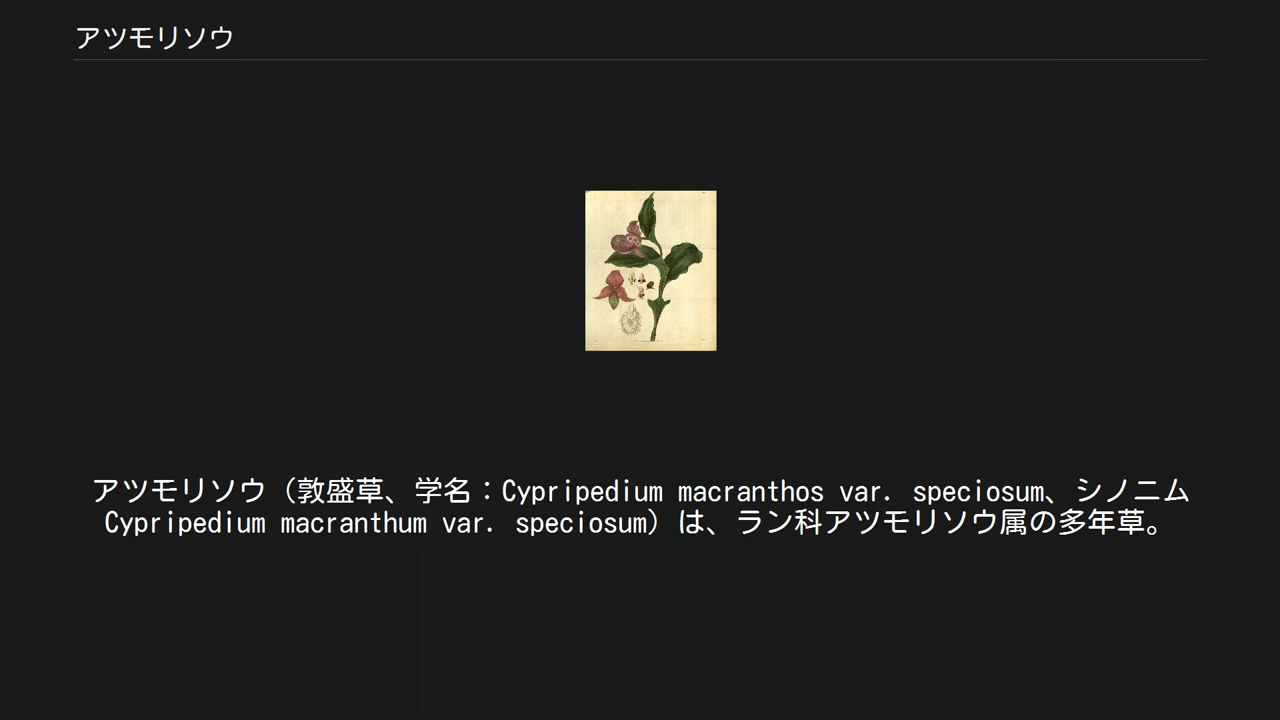 アツモリソウ
アツモリソウ（敦盛草、学名：Cypripedium macranthos var. speciosum、シノニム
Cypripedium macranthum var. speciosum）は、ラン科アツモリソウ属の多年草。